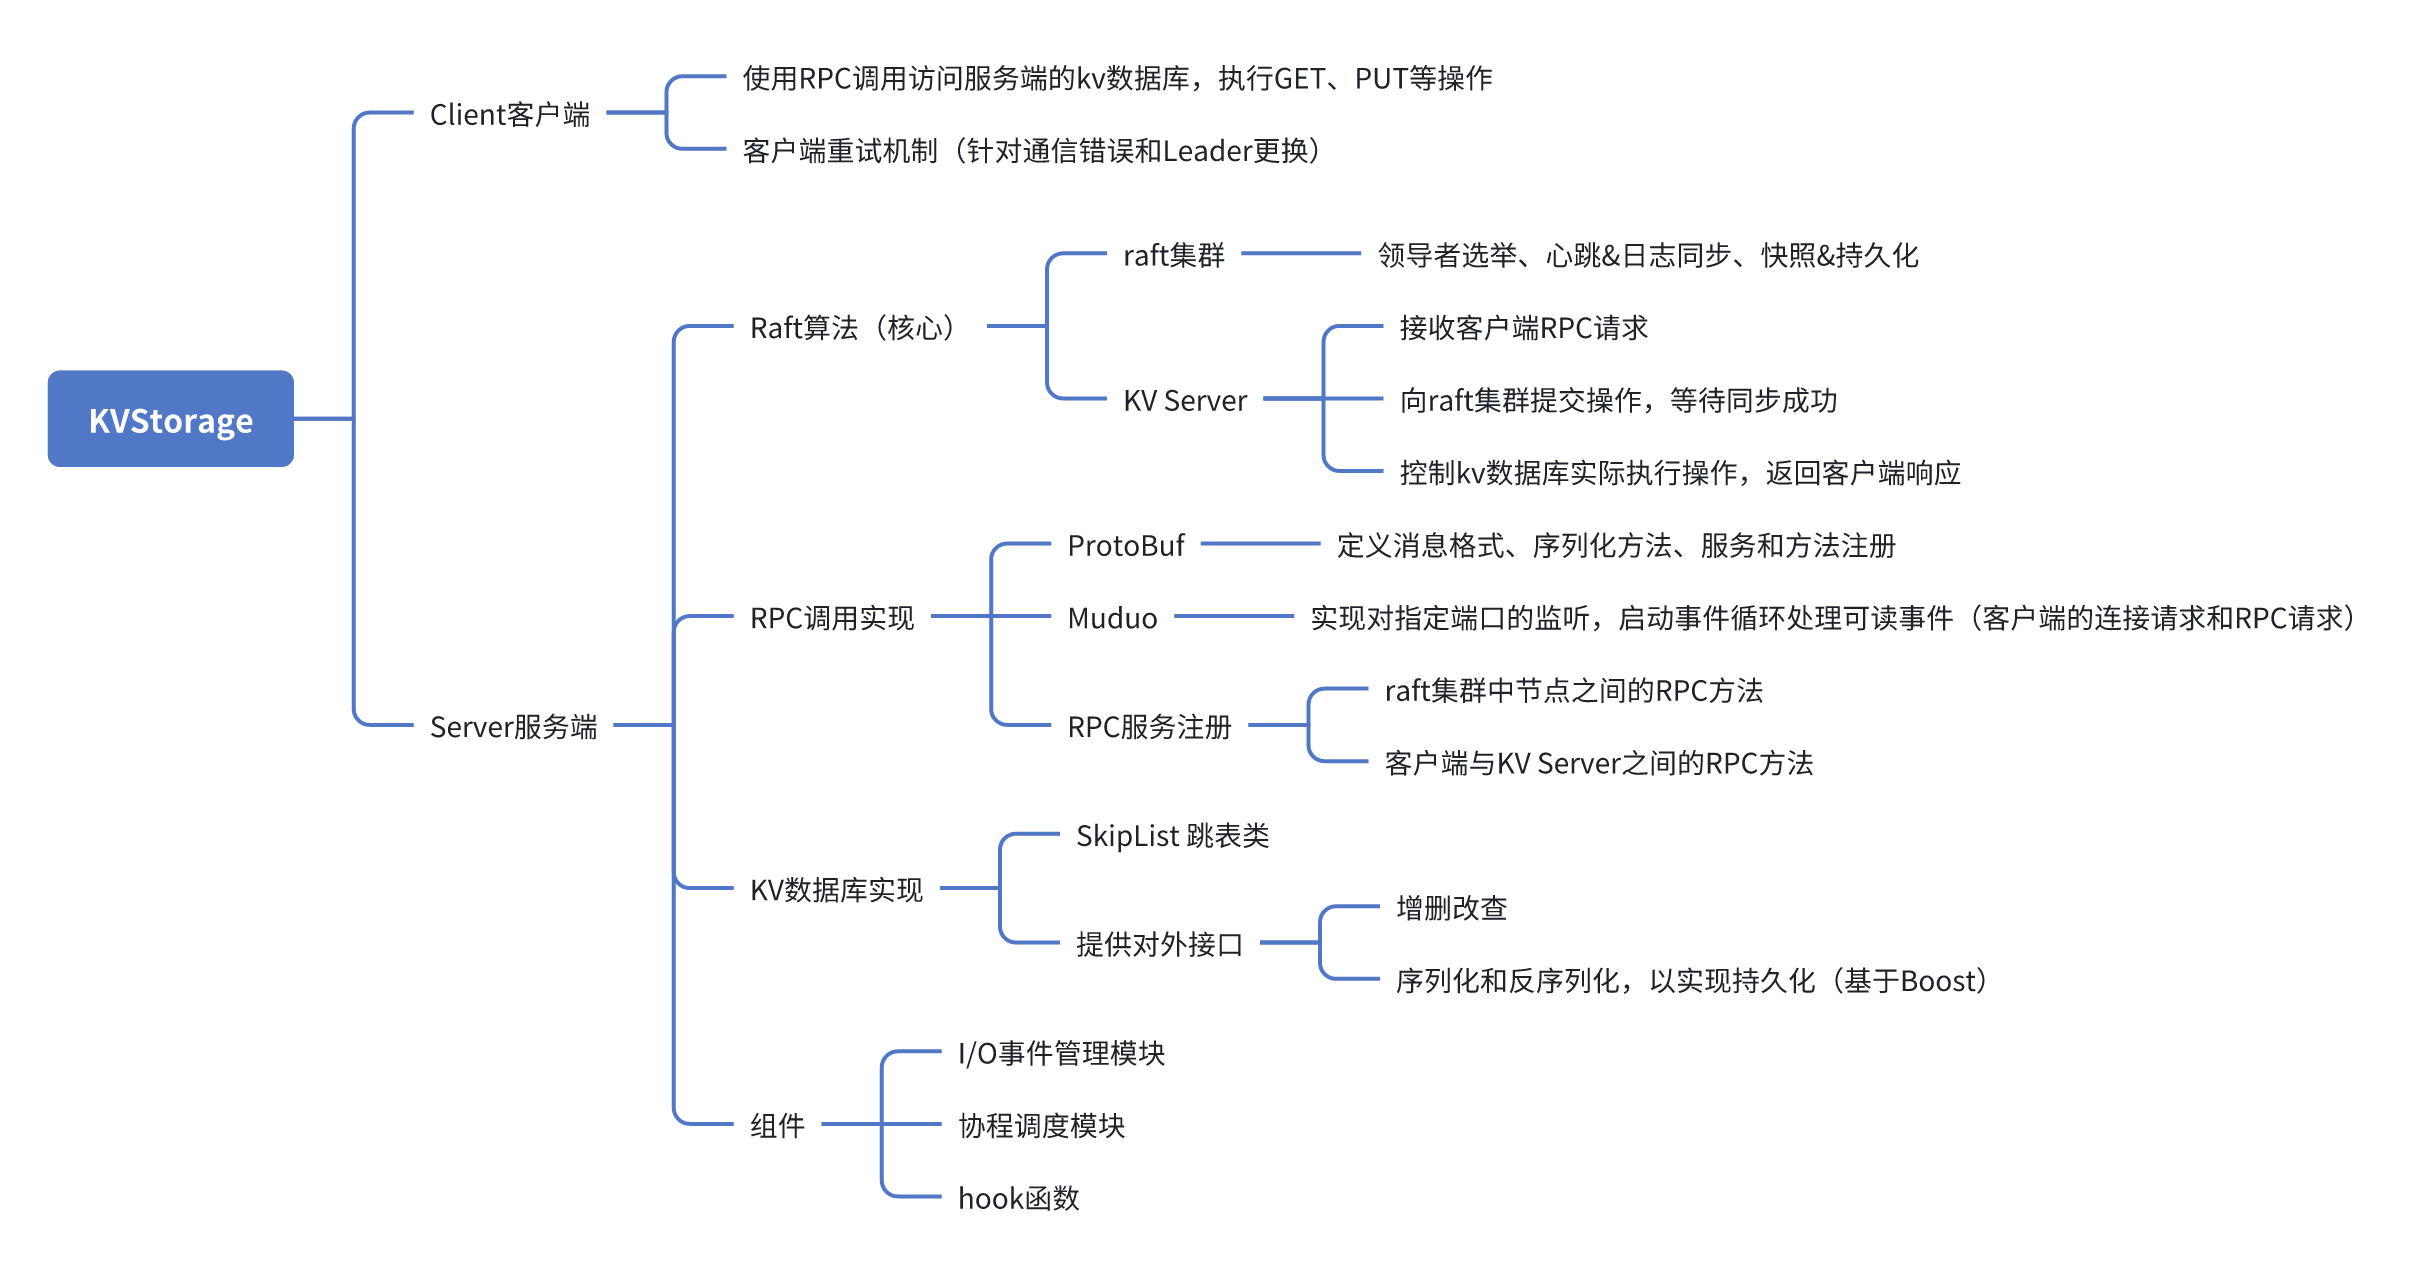 KVStorage
Client客户端
使用RPC调用访问服务端的kv数据库，执行GET、PUT等操作
客户端重试机制（针对通信错误和Leader更换）
Server服务端
Raft算法（核心）
raft集群
领导者选举、心跳&日志同步、快照&持久化
KV Server
接收客户端RPC请求
向raft集群提交操作，等待同步成功
控制kv数据库实际执行操作，返回客户端响应
RPC调用实现
ProtoBuf
定义消息格式、序列化方法、服务和方法注册
Muduo
实现对指定端口的监听，启动事件循环处理可读事件（客户端的连接请求和RPC请求）
RPC服务注册
raft集群中节点之间的RPC方法
客户端与KV Server之间的RPC方法
KV数据库实现
SkipList 跳表类
提供对外接口
增删改查
序列化和反序列化，以实现持久化（基于Boost）
组件
I/O事件管理模块
协程调度模块
hook函数